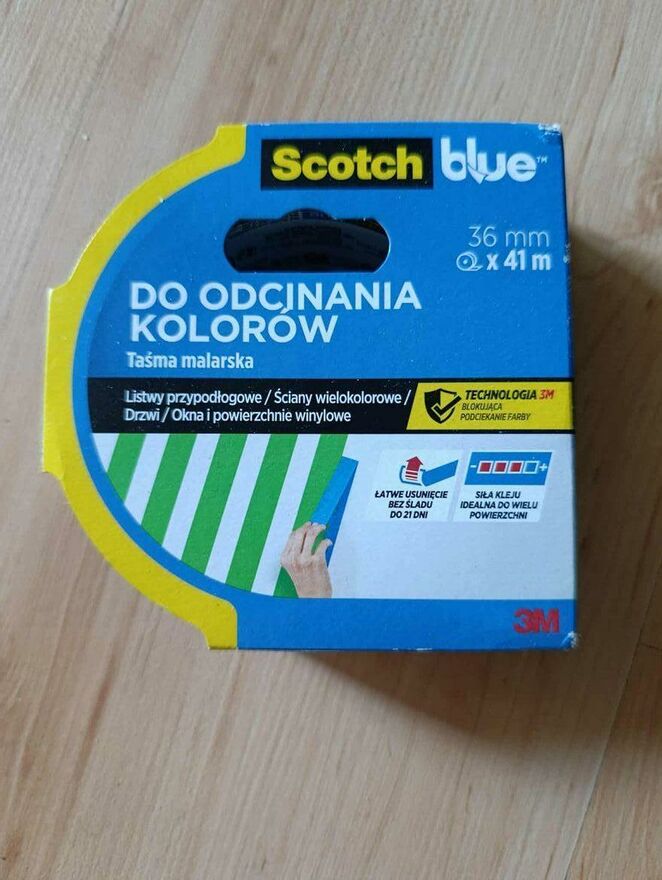 Scotch blue™
36 mm
x 41 m
DO ODCINANIA
KOLORÓW
Taśma malarska
Listwy przypodłogowe / Ściany wielokolorowe /
Drzwi / Okna i powierzchnie winylowe
TECHNOLOGIA 3M
BLOKUJĄCA
PODCIEKANIE FARBY
ŁATWE USUNIĘCIE
BEZ ŚLADU
DO 21 DNI
- +
SIŁA KLEJU
IDEALNA DO WIELU
POWIERZCHNI
3M